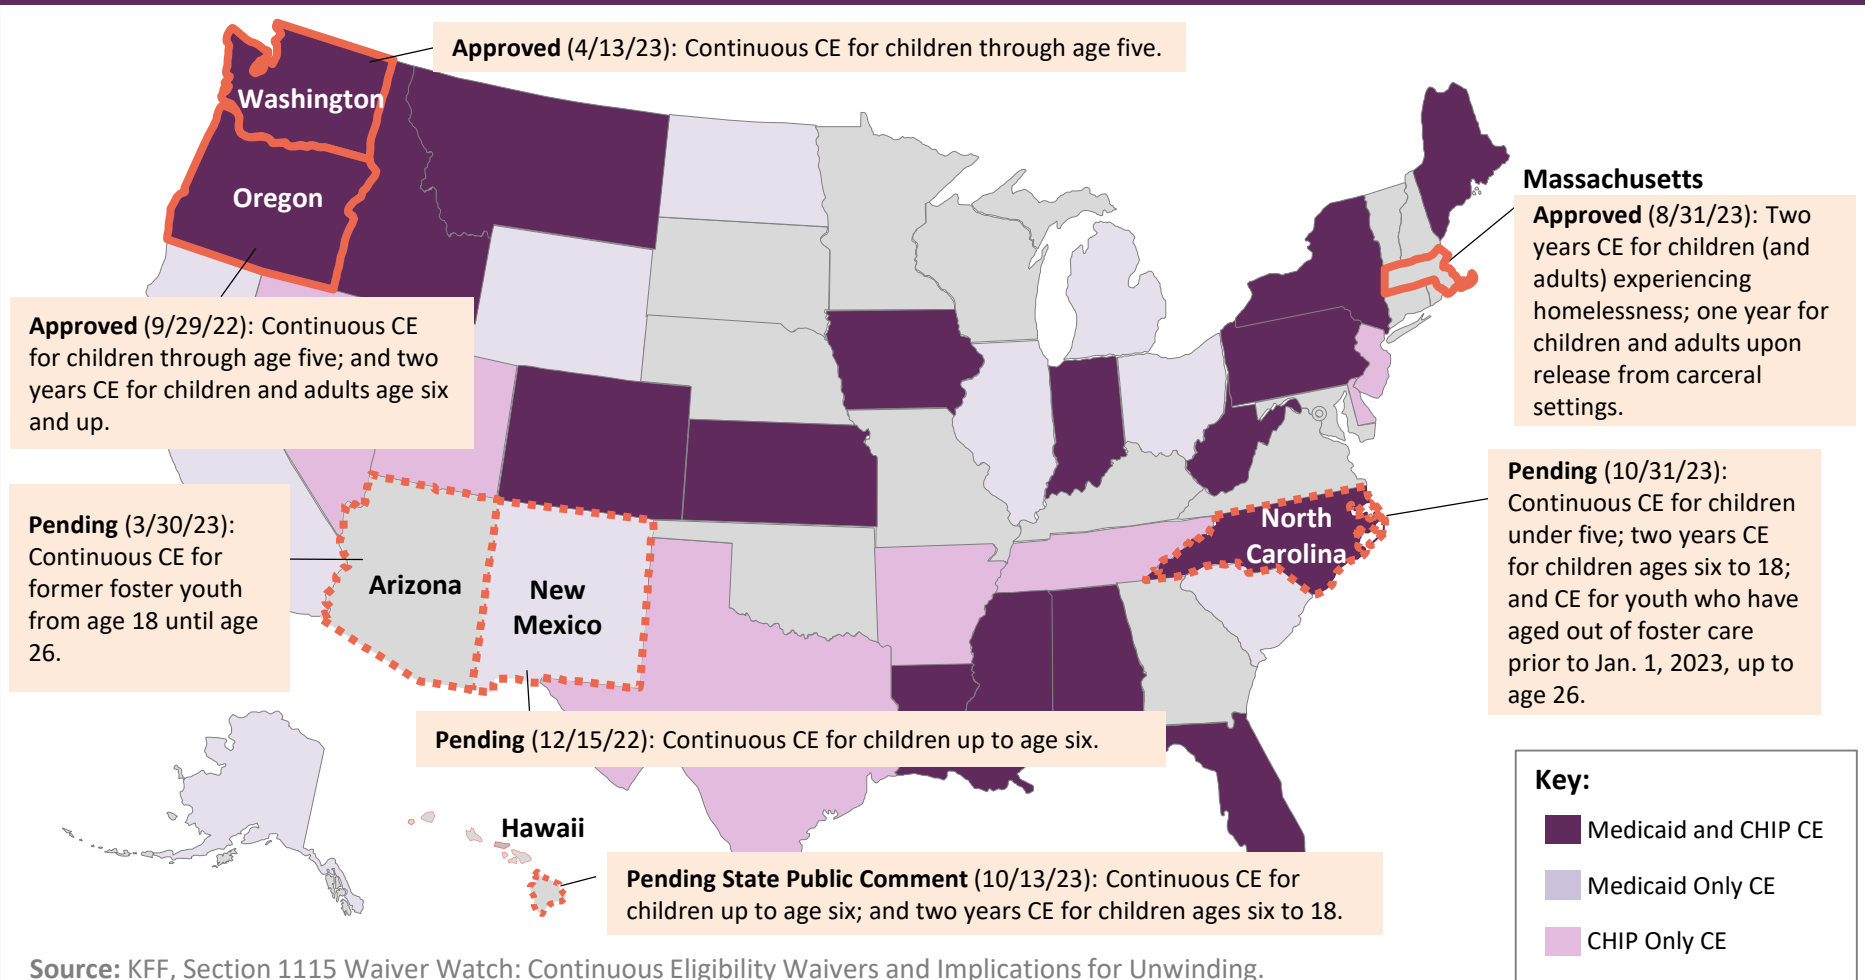 Approved (4/13/23): Continuous CE for children through age five.
Washington
Oregon
Massachusetts
Approved (8/31/23): Two
years CE for children (and
adults) experiencing
homelessness; one year for
children and adults upon
release from carceral
settings.
Approved (9/29/22): Continuous CE
for children through age five; and two
years CE for children and adults age six
and up.
Pending (3/30/23):
Continuous CE for
former foster youth
from age 18 until age
26.
Arizona
New
Mexico
North
Carolina
Pending (10/31/23):
Continuous CE for children
under five; two years CE
for children ages six to 18;
and CE for youth who have
aged out of foster care
prior to Jan. 1, 2023, up to
age 26.
Pending (12/15/22): Continuous CE for children up to age six.
Hawaii
Pending State Public Comment (10/13/23): Continuous CE for
children up to age six; and two years CE for children ages six to 18.
Key:
Medicaid and CHIP CE
Medicaid Only CE
CHIP Only CE
Source: KFF, Section 1115 Waiver Watch: Continuous Eligibility Waivers and Implications for Unwinding.